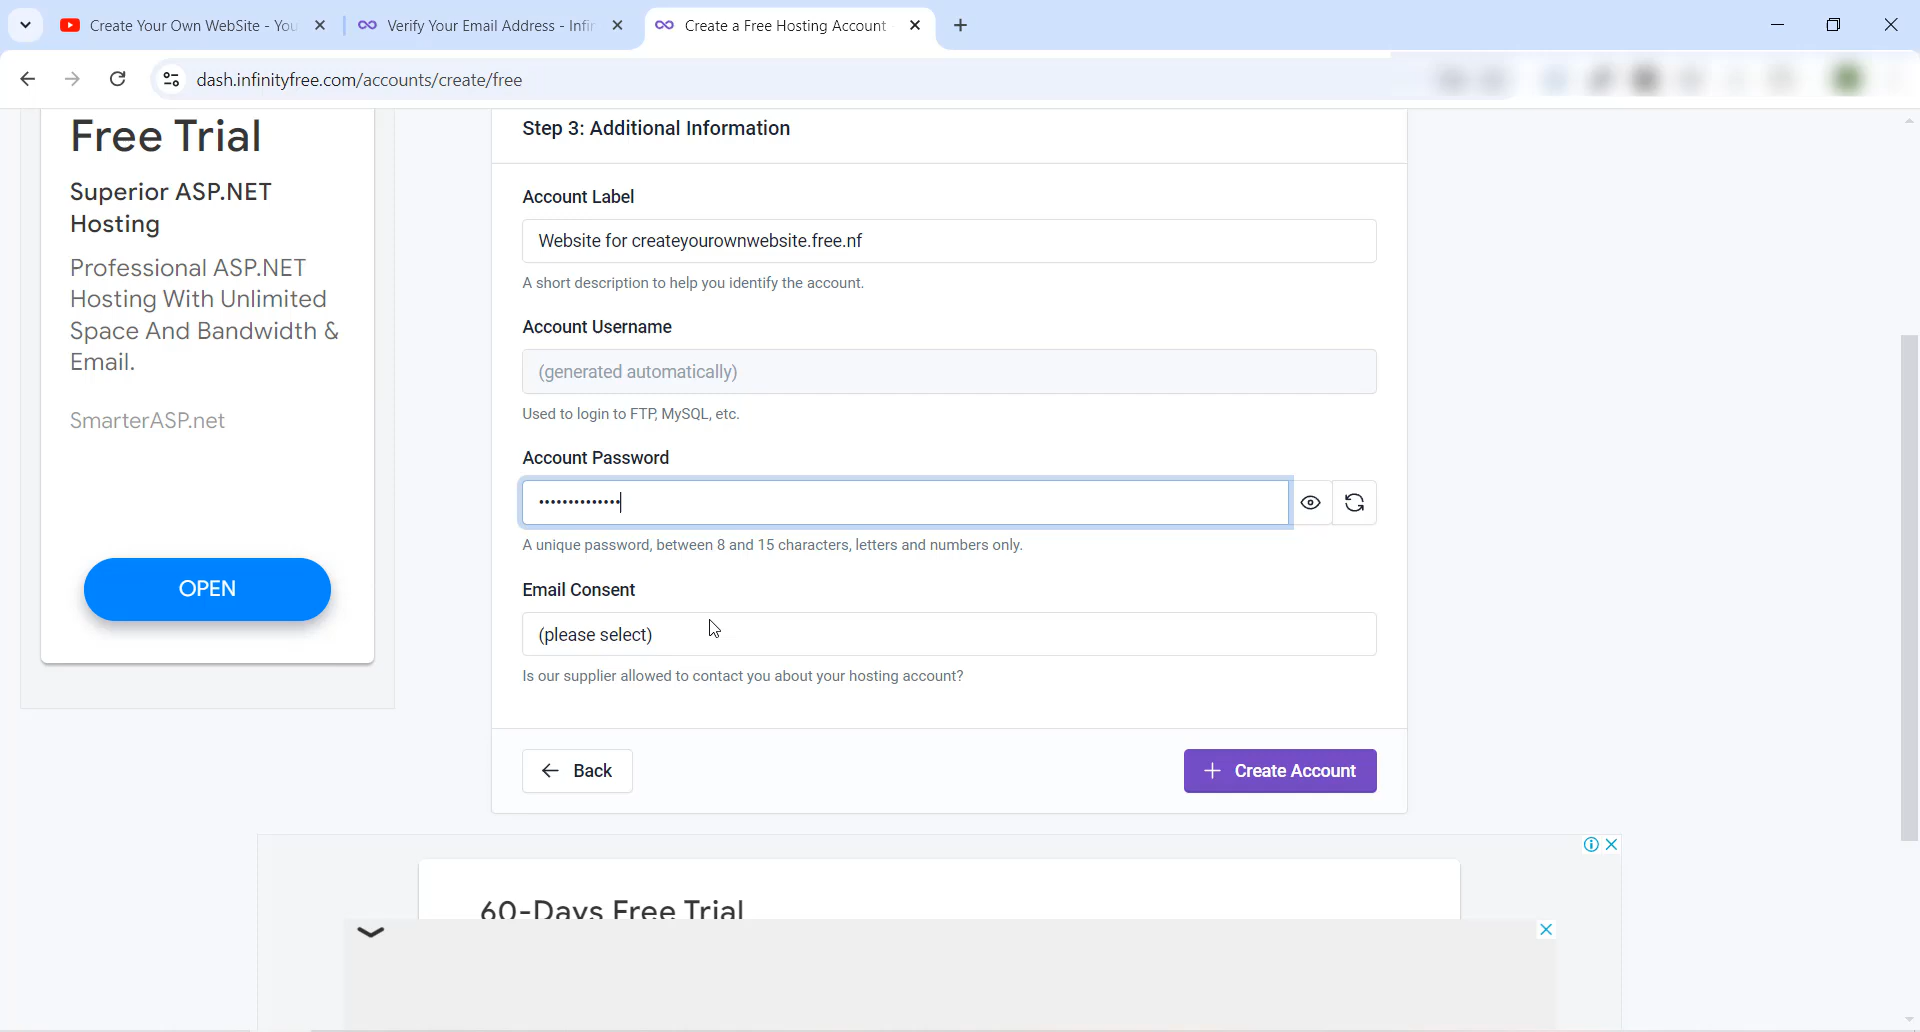 Create Your Own WebSite - You
Verify Your Email Address - Infin
Create a Free Hosting Account -
dash.infinityfree.com/accounts/create/free
Free Trial
Superior ASP.NET
Hosting
Professional ASP.NET
Hosting With Unlimited
Space And Bandwidth &
Email.
SmarterASP.net
OPEN
Step 3: Additional Information
Account Label
Website for createyourownwebsite.free.nf
A short description to help you identify the account.
Account Username
(generated automatically)
Used to login to FTP, MySQL, etc.
Account Password
••••••••••••••
A unique password, between 8 and 15 characters, letters and numbers only.
Email Consent
(please select)
Is our supplier allowed to contact you about your hosting account?
Back
Create Account
60-Days Free Trial